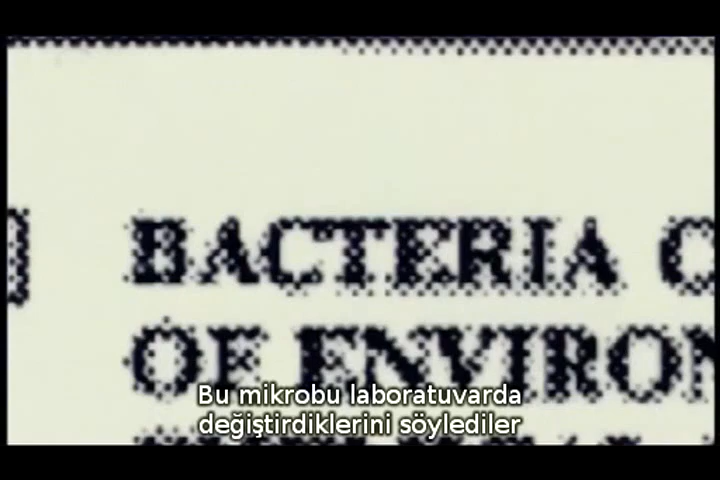 BACTERIA C
OF ENVIRON
Bu mikrobu laboratuvarda
değiştirdiklerini söylediler